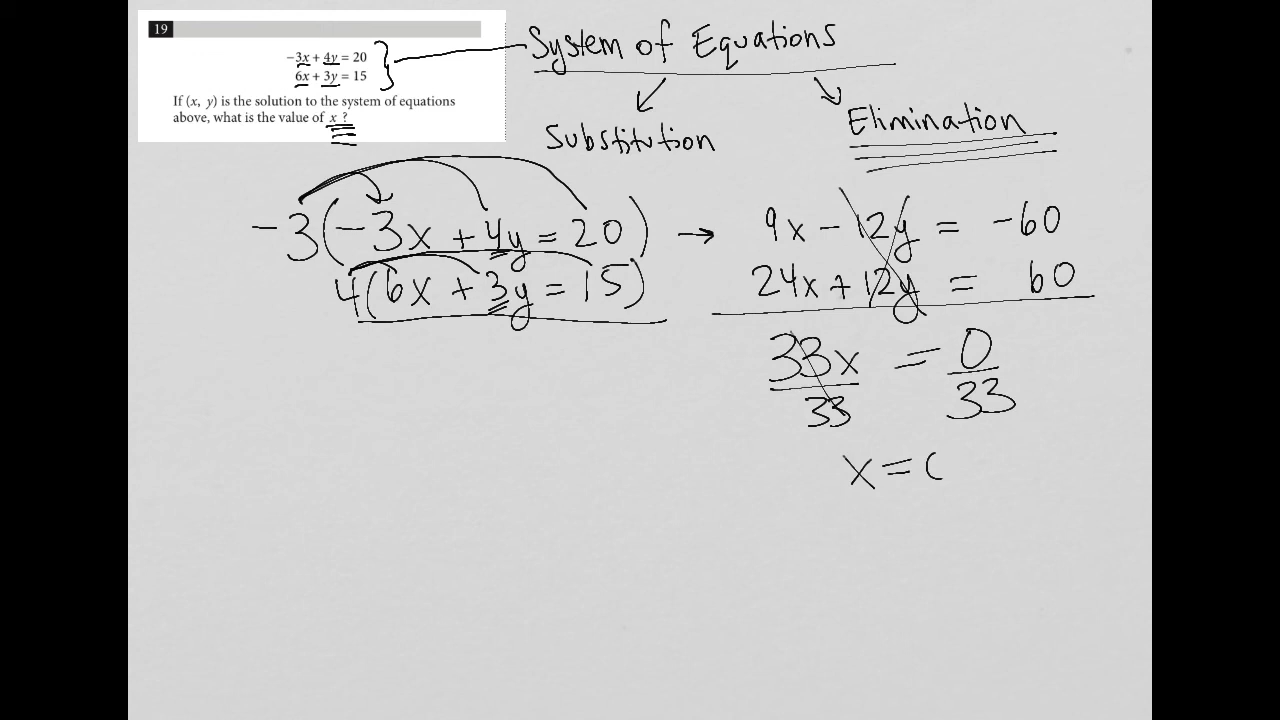 19
-3x + 4y = 20
6x + 3y = 15
If (x, y) is the solution to the system of equations
above, what is the value of x ?
System of Equations
Substitution
Elimination
-3(-3x + 4y = 20) → 9x - 12y = -60
4(6x + 3y = 15) 24x + 12y = 60
33x = 0
33 33
x =